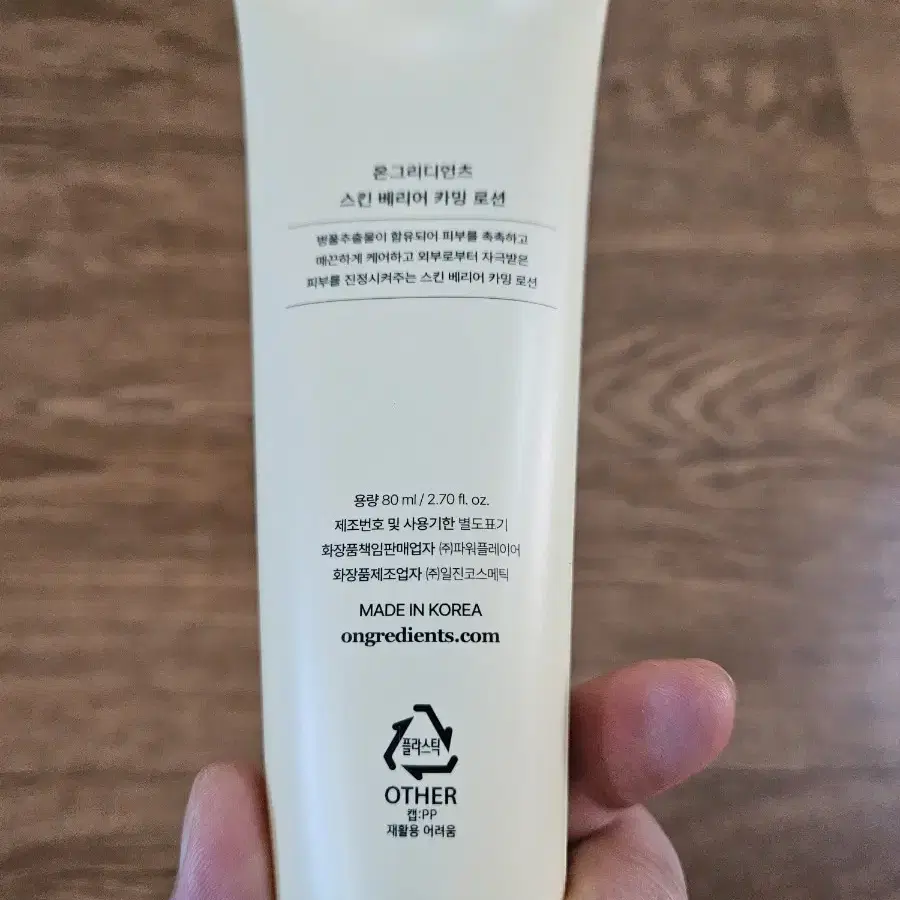 온그리디언츠
스킨 베리어 카밍 로션
병풀추출물이 함유되어 피부를 촉촉하고
매끈하게 케어하고 외부로부터 자극받은
피부를 진정시켜주는 스킨 베리어 카밍 로션
용량 80 ml / 2.70 fl. oz.
제조번호 및 사용기한 별도표기
화장품책임판매업자 ㈜파워플레이어
화장품제조업자 ㈜일진코스메틱
MADE IN KOREA
ongredients.com
플라스틱
OTHER
캡:PP
재활용 어려움